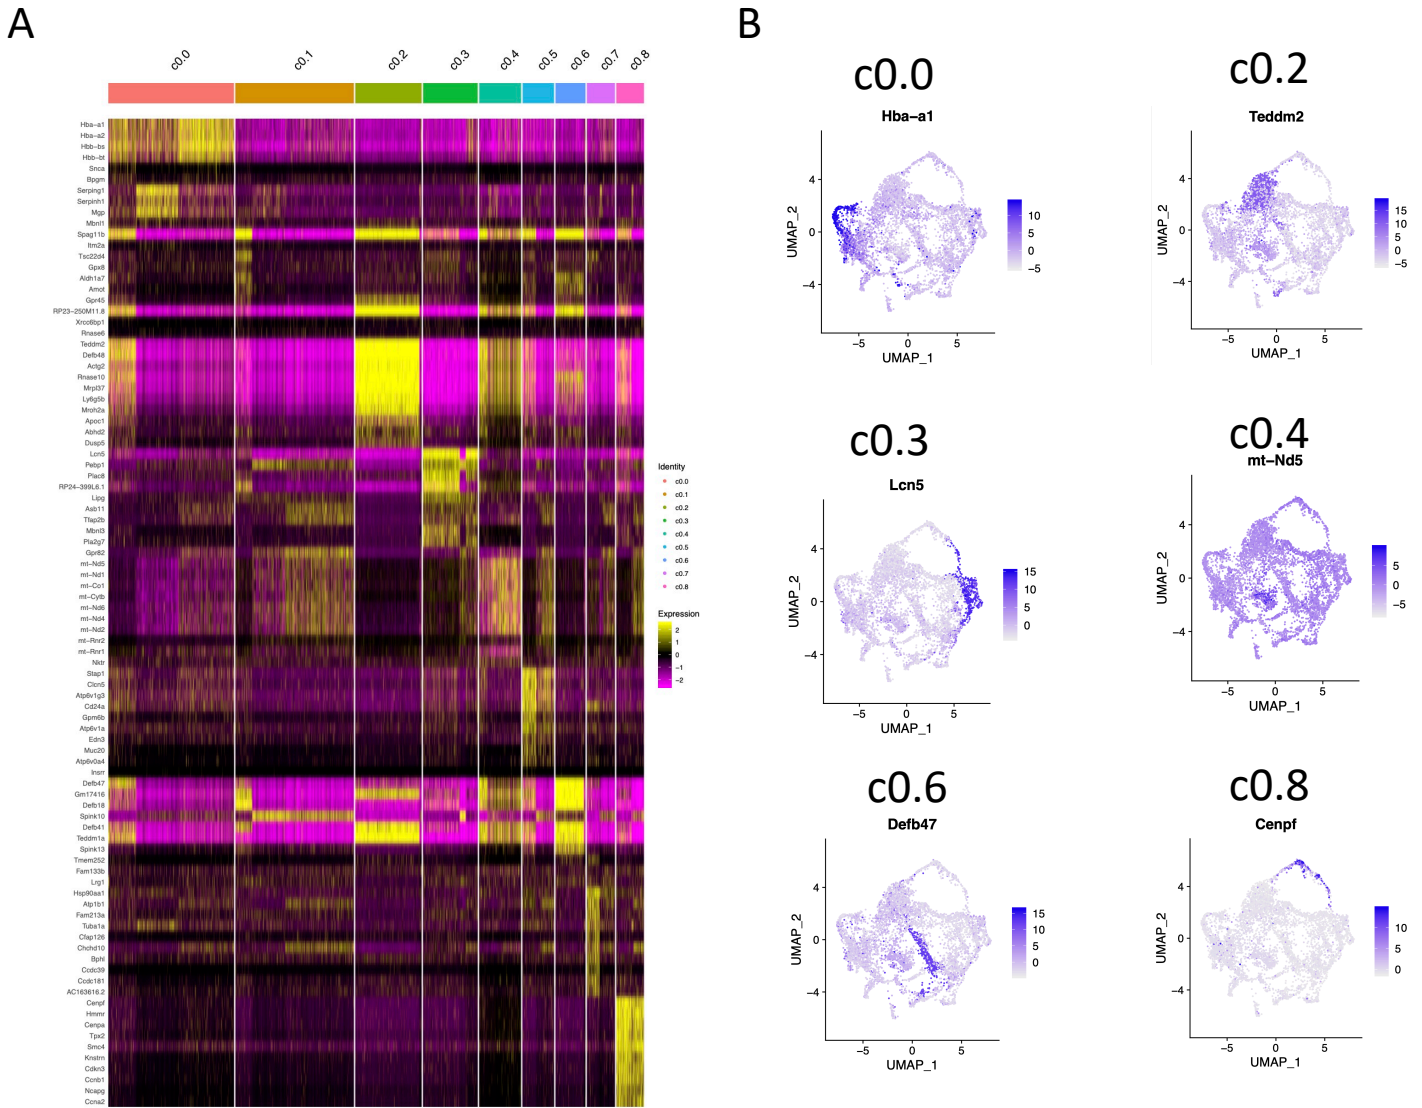 A
c0.0
c0.1
c0.2
c0.3
c0.4
c0.5
c0.6
c0.7
c0.8
Hba-a1
Hba-a2
Hbb-bs
Hbb-bt
Snca
Bpgm
Serping1
Serpinh1
Mgp
Mbnl1
Spag11b
Itm2a
Tsc22d4
Gpx8
Aldh1a7
Amot
Gpr45
RP23-250M11.8
Xrcc6bp1
Rnase6
Teddm2
Defb48
Actg2
Rnase10
Mrpl37
Ly6g5b
Mroh2a
Apoc1
Abhd2
Dusp5
Lcn5
Pebp1
Plac8
RP24-399L6.1
Lipg
Asb11
Tfap2b
Mbnl3
Pla2g7
Gpr82
mt-Nd5
mt-Nd1
mt-Co1
mt-Cytb
mt-Nd6
mt-Nd4
mt-Nd2
mt-Rnr2
mt-Rnr1
Nktr
Stap1
Clcn5
Atp6v1g3
Cd24a
Gpm6b
Atp6v1a
Edn3
Muc20
Atp6v0a4
Insrr
Defb47
Gm17416
Defb18
Spink10
Defb41
Teddm1a
Spink13
Tmem252
Fam133b
Lrg1
Hsp90aa1
Atp1b1
Fam213a
Tuba1a
Cfap126
Chchd10
Bphl
Ccdc39
Ccdc181
AC163616.2
Cenpf
Hmmr
Cenpa
Tpx2
Smc4
Knstrn
Cdkn3
Ccnb1
Ncapg
Ccna2
Identity
c0.0
c0.1
c0.2
c0.3
c0.4
c0.5
c0.6
c0.7
c0.8
Expression
2
1
0
-1
-2
B
c0.0
Hba-a1
4
0
-4
UMAP_2
-5 0 5
UMAP_1
10
5
0
-5
c0.2
Teddm2
4
0
-4
UMAP_2
-5 0 5
UMAP_1
15
10
5
0
-5
c0.3
Lcn5
4
0
-4
UMAP_2
-5 0 5
UMAP_1
15
10
5
0
c0.4
mt-Nd5
4
0
-4
UMAP_2
-5 0 5
UMAP_1
5
0
-5
c0.6
Defb47
4
0
-4
UMAP_2
-5 0 5
UMAP_1
15
10
5
0
c0.8
Cenpf
4
0
-4
UMAP_2
-5 0 5
UMAP_1
10
5
0